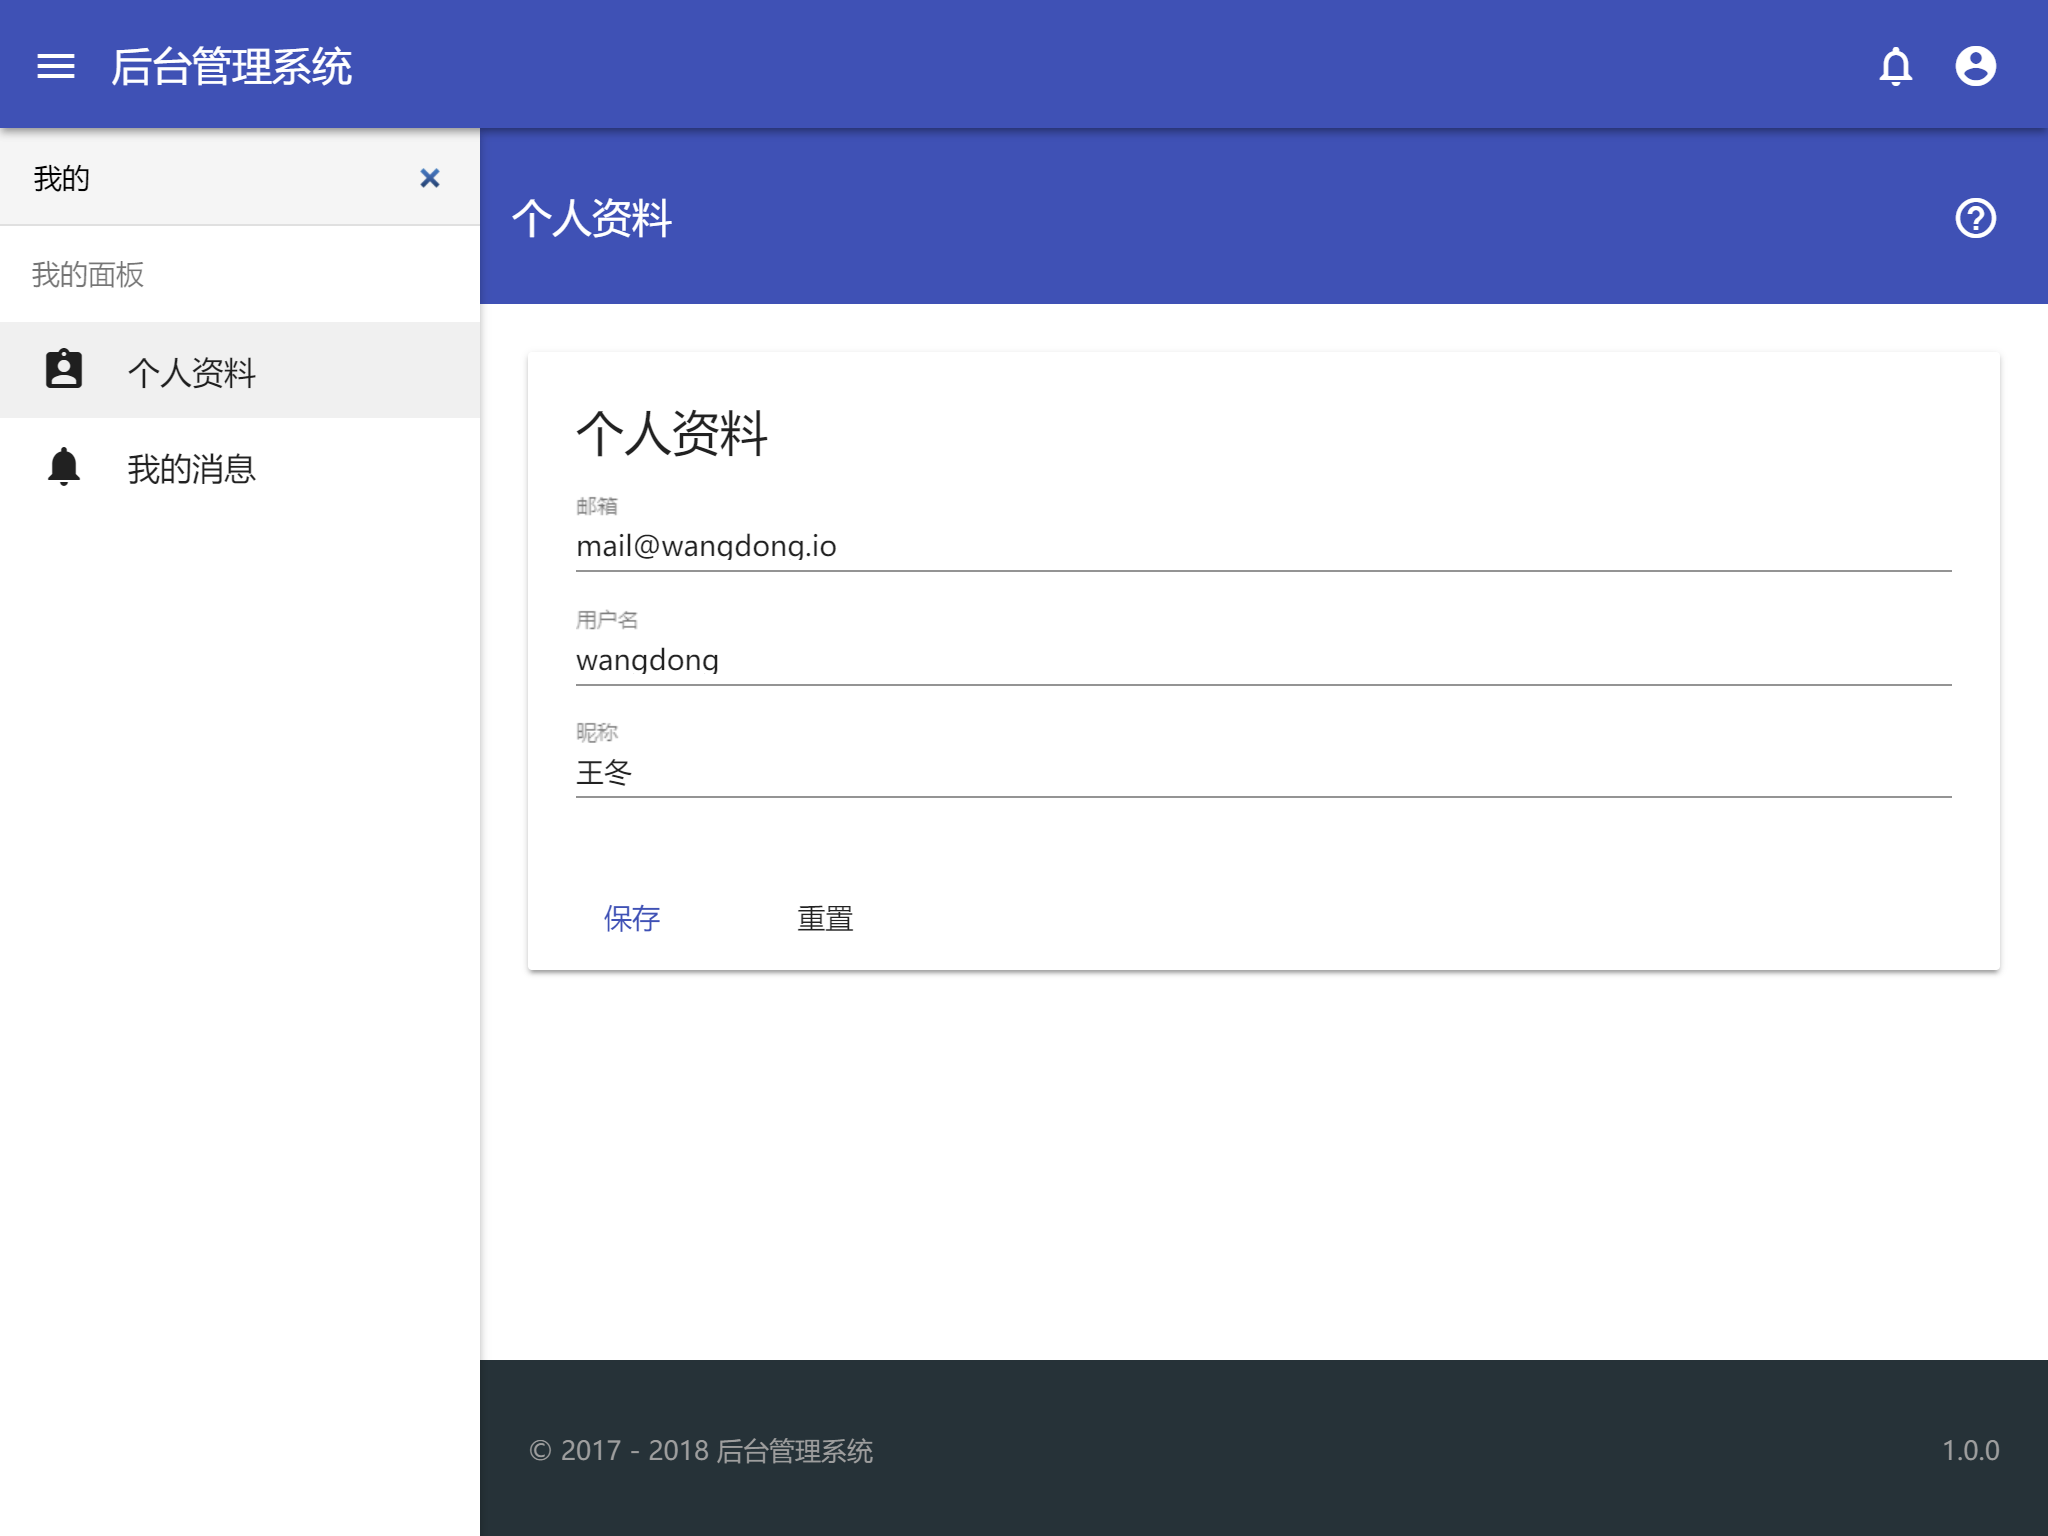 后台管理系统
我的
我的面板
个人资料
我的消息
个人资料
个人资料
邮箱
mail@wangdong.io
用户名
wangdong
昵称
王冬
保存
重置
© 2017 - 2018 后台管理系统
1.0.0